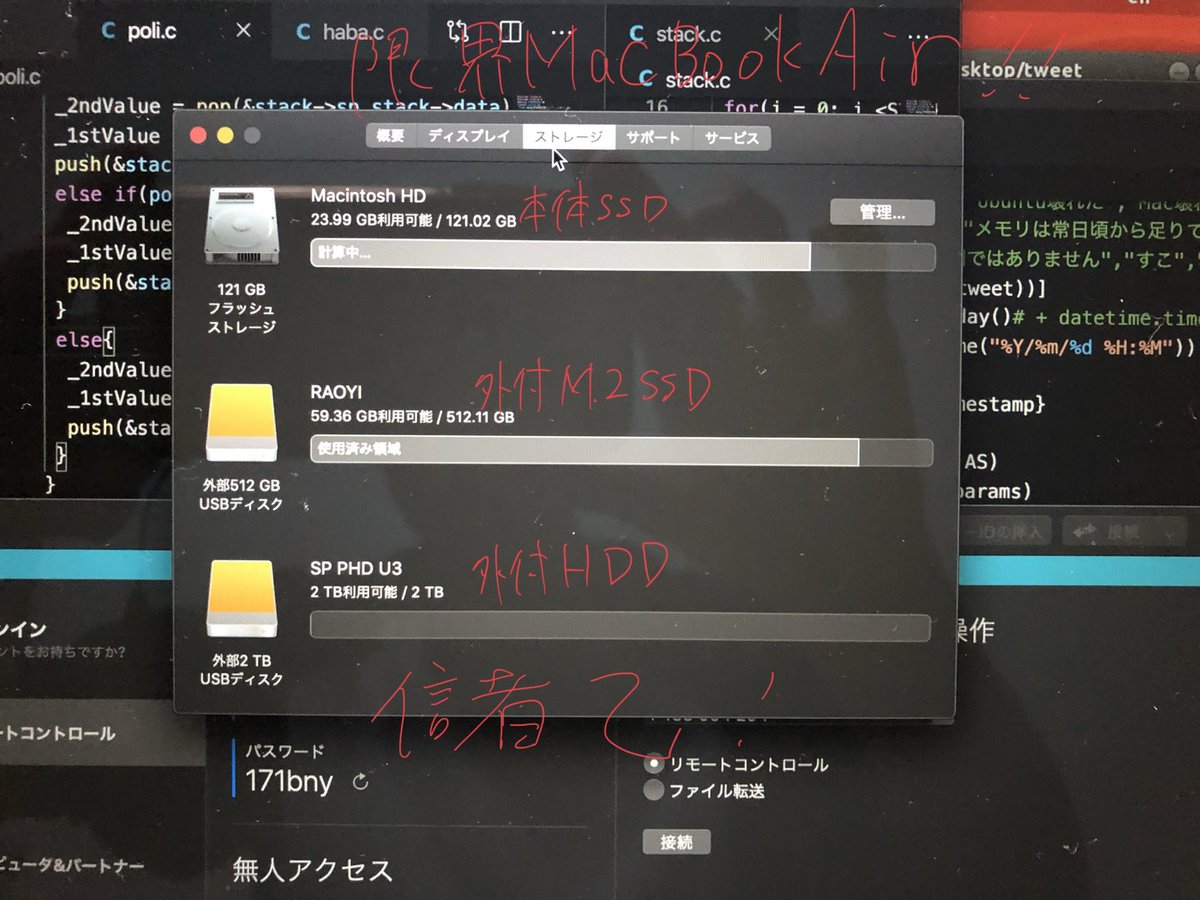 poli.c
haba.c
stack.c
限界MacBookAir!!
poli.c
stack.c
sktop/tweet
_2ndValue = pop(&stack->sp,stack->data)
16
for(i = 0; i <S
_1stValue
push(&stac
else if(po
_2ndValue
_1stValue
push(&sta
}
else{
_2ndValue
_1stValue
push(&sta
}
}
概要
ディスプレイ
ストレージ
サポート
サービス
Macintosh HD
本体SSD
23.99 GB利用可能 / 121.02 GB
管理...
計算中...
121 GB
フラッシュ
ストレージ
RAOYI
外付M.2SSD
59.36 GB利用可能 / 512.11 GB
使用済み領域
外部512 GB
USBディスク
SP PHD U3
外付HDD
2 TB利用可能 / 2 TB
外部2 TB
USBディスク
信者乙!
"メモリは常日頃から足りて
ではありません","すこ","
tweet))]
day()# + datetime.time
me("%Y/%m/%d %H:%M"))
estamp}
AS)
params)
IDの挿入
接続
ンイン
ントをお持ちですか?
ートコントロール
操作
パスワード
171bny
リモートコントロール
ファイル転送
接続
ピュータ&パートナー
無人アクセス